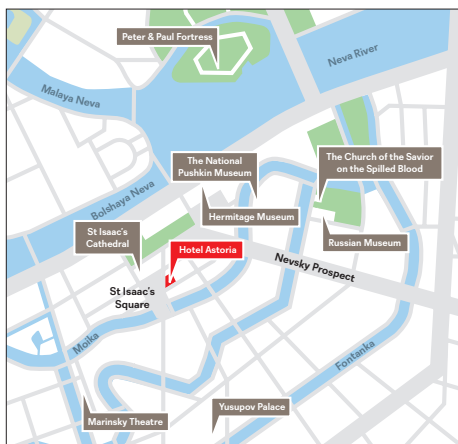 Peter & Paul Fortress
Neva River
Malaya Neva
The National
Pushkin Museum
The Church of the Savior
on the Spilled Blood
Bolshaya Neva
Hermitage Museum
St Isaac's
Cathedral
Hotel Astoria
Russian Museum
Nevsky Prospect
St Isaac's
Square
Moika
Fontanka
Marinsky Theatre
Yusupov Palace